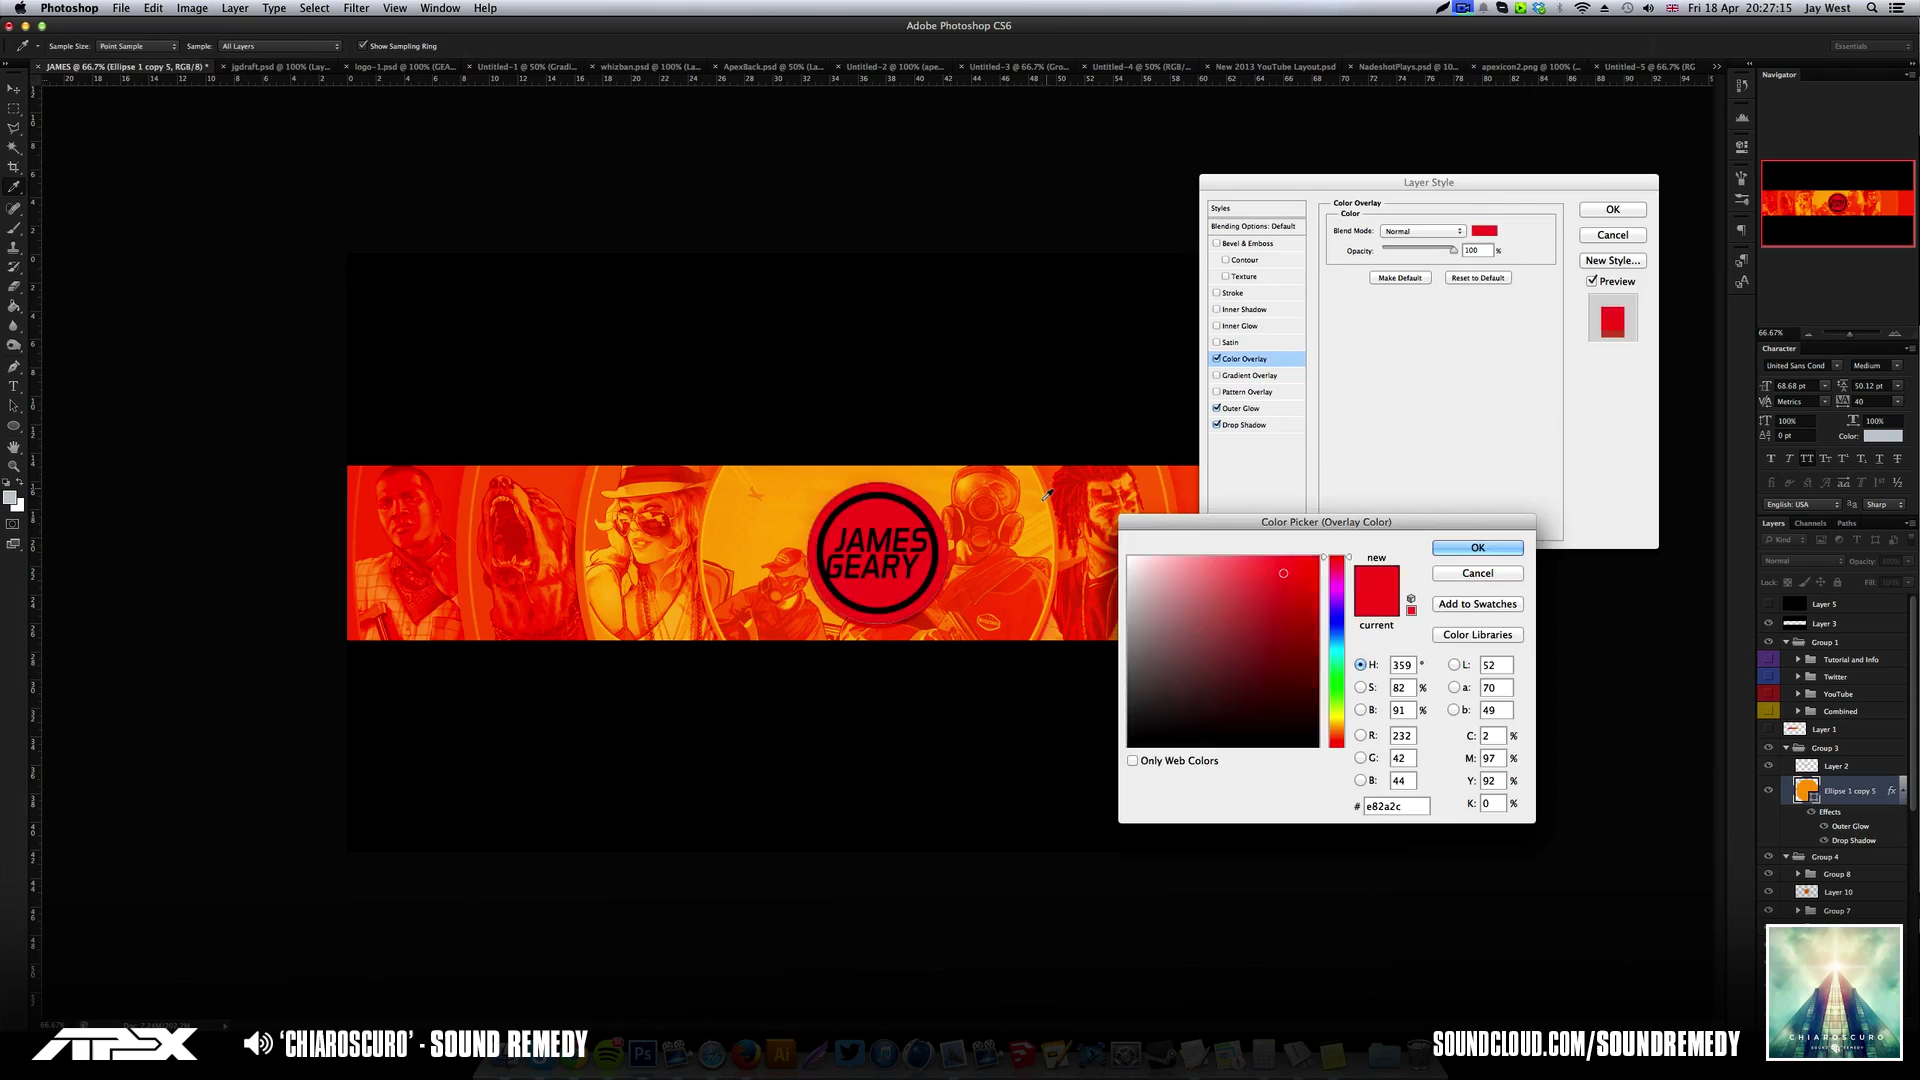 Photoshop File Edit Image Layer Type Select Filter View Window Help
Fri 18 Apr 20:27:15 Jay West
Adobe Photoshop CS6
Sample Size: Point Sample Sample: All Layers Show Sampling Ring
Essentials
JAMES @ 66.7% (Ellipse 1 copy 5, RGB/8) *
jgdraft.psd @ 100% (Lay...
logo-1.psd @ 100% (GEA...
Untitled-1 @ 50% (Gradi...
whizban.psd @ 100% (La...
ApexBack.psd @ 50% (La...
Untitled-2 @ 100% (ape...
Untitled-3 @ 66.7% (Gro...
Untitled-4 @ 50% (RGB/...
New 2013 YouTube Layout.psd
NadeshotPlays.psd @ 10...
apexicon2.png @ 100% (...
Untitled-5 @ 66.7% (RG
Navigator
66.67%
Layer Style
Styles
Blending Options: Default
Bevel & Emboss
Contour
Texture
Stroke
Inner Shadow
Inner Glow
Satin
Color Overlay
Gradient Overlay
Pattern Overlay
Outer Glow
Drop Shadow
Color Overlay
Color
Blend Mode: Normal
Opacity: 100 %
Make Default Reset to Default
OK
Cancel
New Style...
Preview
JAMES
GEARY
Color Picker (Overlay Color)
new
current
OK
Cancel
Add to Swatches
Color Libraries
H: 359 ° L: 52
S: 82 % a: 70
B: 91 % b: 49
R: 232 C: 2 %
G: 42 M: 97 %
B: 44 Y: 92 %
# e82a2c K: 0 %
Only Web Colors
Character
United Sans Cond Medium
68.68 pt 50.12 pt
Metrics 40
100% 100%
0 pt Color:
English: USA Sharp
Layers Channels Paths
Kind
Normal Opacity: 100%
Lock: Fill: 100%
Layer 5
Layer 3
Group 1
Tutorial and Info
Twitter
YouTube
Combined
Layer 1
Group 3
Layer 2
Ellipse 1 copy 5 fx
Effects
Outer Glow
Drop Shadow
Group 4
Group 8
Layer 10
Group 7
APEX
'CHIAROSCURO' - SOUND REMEDY
SOUNDCLOUD.COM/SOUNDREMEDY
CHIAROSCURO
SOUND REMEDY